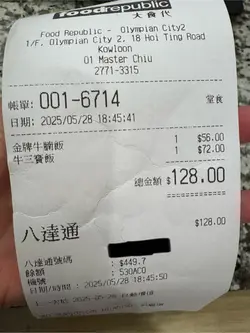 foodrepublic
大食代
Food Republic - Olympian City2
1/F, Olympian City 2, 18 Hoi Ting Road
Kowloon
01 Master Chiu
2771-3315
帳單: 001-6714 堂食
日期: 2025/05/28 18:45:41
金牌牛腩飯 1 $56.00
牛三寶飯 1 $72.00
總金額 $128.00
八達通 $128.00
八達通號碼 :
餘額 : $449.7
機號 : 530AC0
日期/時間 : 2025/05/28 18:45:50